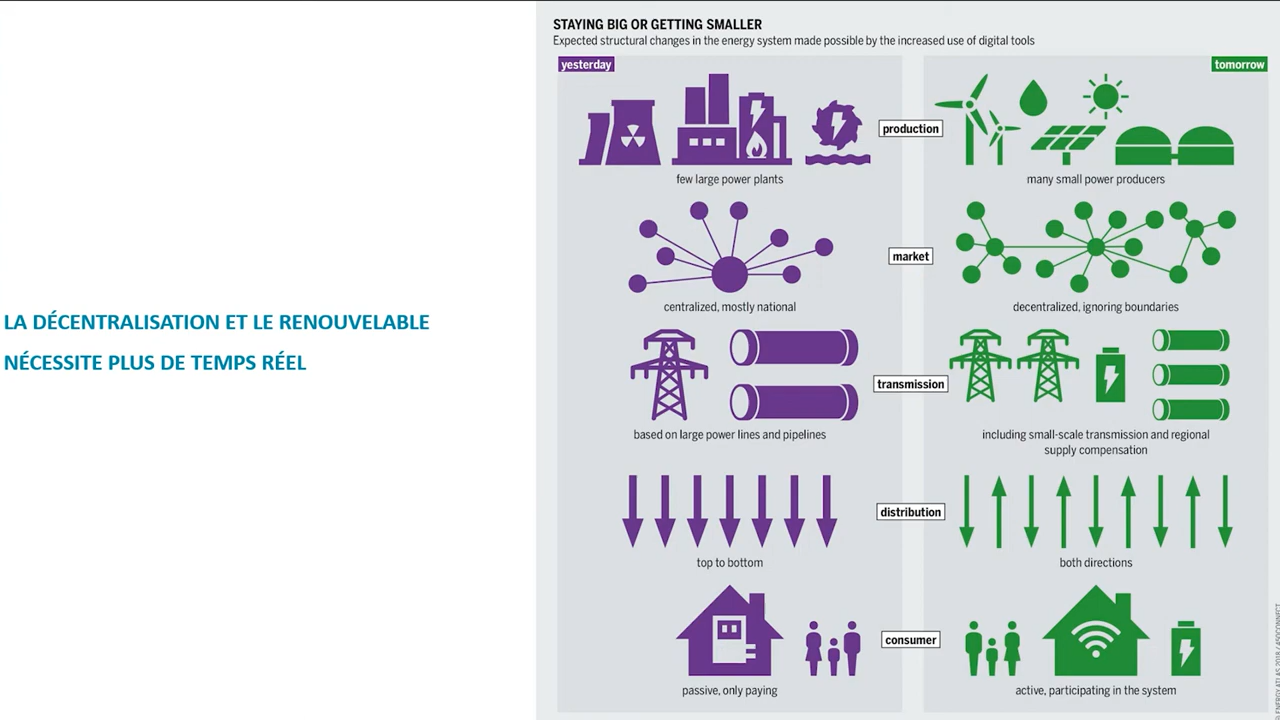 LA DÉCENTRALISATION ET LE RENOUVELABLE
NÉCESSITE PLUS DE TEMPS RÉEL
STAYING BIG OR GETTING SMALLER
Expected structural changes in the energy system made possible by the increased use of digital tools
yesterday
tomorrow
production
few large power plants
many small power producers
market
centralized, mostly national
decentralized, ignoring boundaries
transmission
based on large power lines and pipelines
including small-scale transmission and regional
supply compensation
distribution
top to bottom
both directions
consumer
passive, only paying
active, participating in the system
ENERGY ATLAS 2018 / 450CONNECT